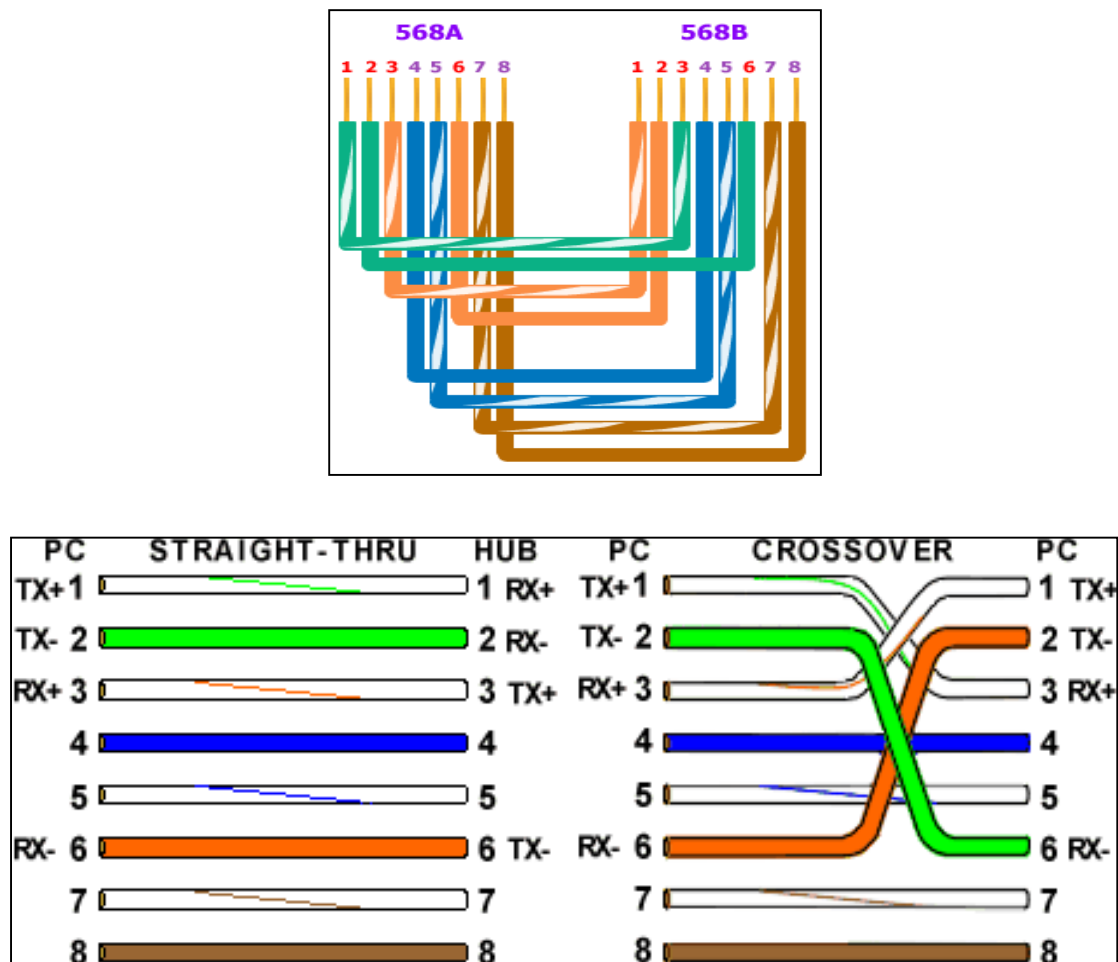 568A 568B
1 2 3 4 5 6 7 8 1 2 3 4 5 6 7 8
PC STRAIGHT-THRU HUB PC CROSSOVER PC
TX+ 1 1 RX+ TX+ 1 1 TX+
TX- 2 2 RX- TX- 2 2 TX-
RX+ 3 3 TX+ RX+ 3 3 RX+
4 4 4 4
5 5 5 5
RX- 6 6 TX- RX- 6 6 RX-
7 7 7 7
8 8 8 8